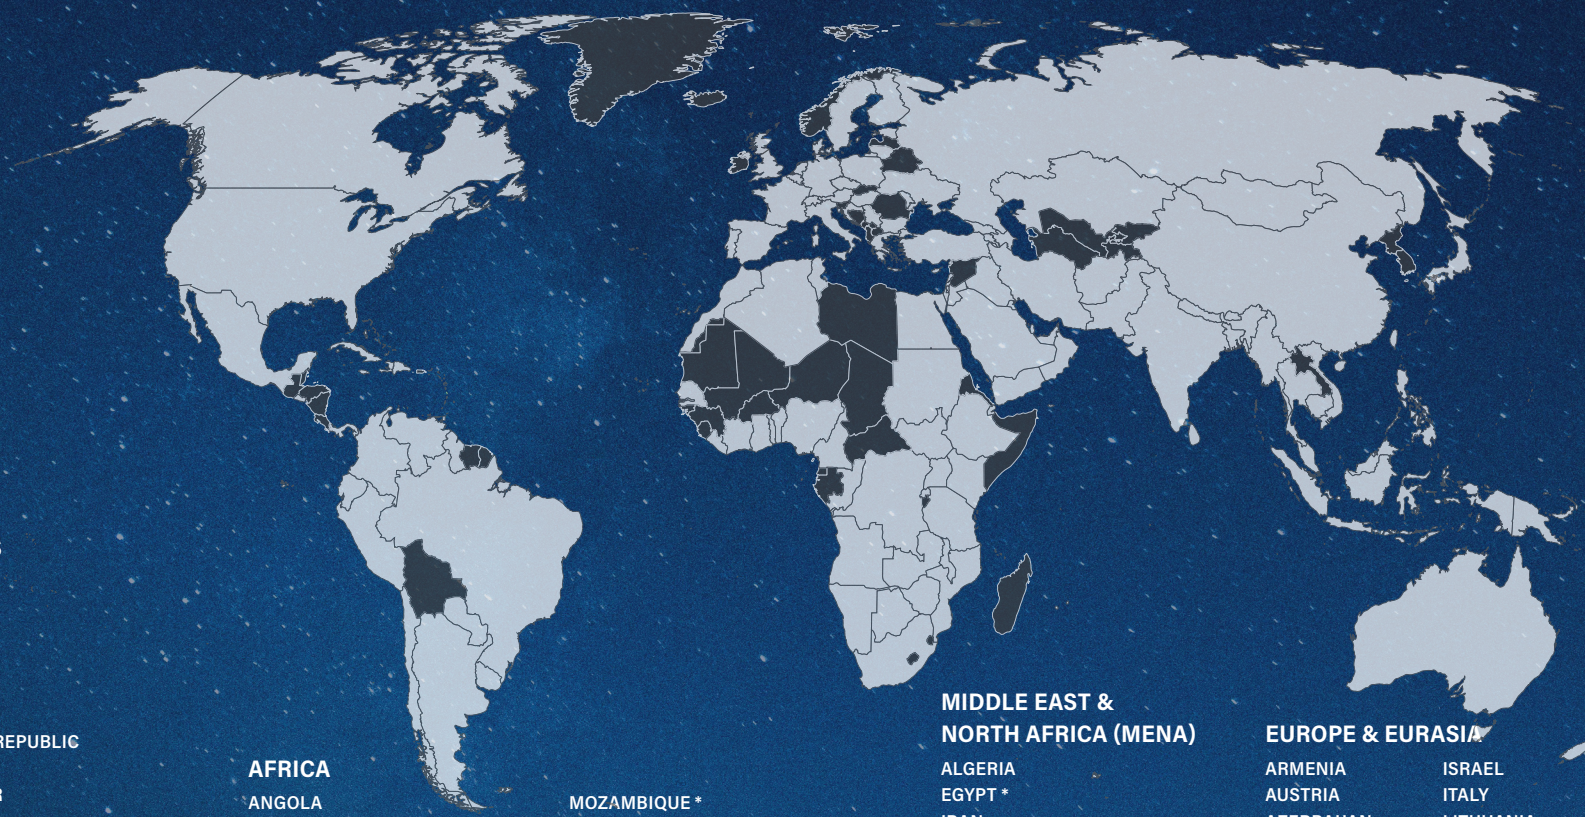 REPUBLIC
AFRICA
ANGOLA
MOZAMBIQUE *
MIDDLE EAST &
NORTH AFRICA (MENA)
ALGERIA
EGYPT *
EUROPE & EURASIA
ARMENIA
AUSTRIA
ISRAEL
ITALY